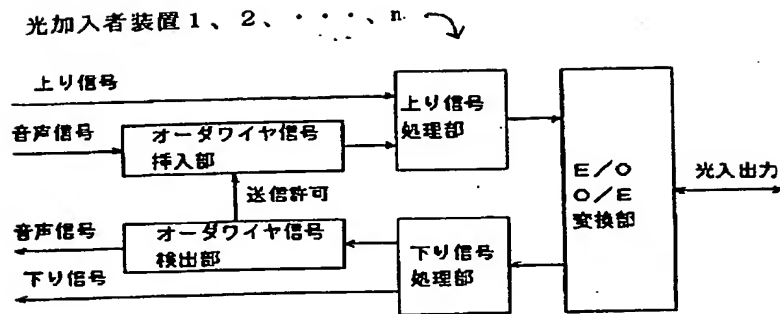 光加入者装置1、2、・・・、n
上り信号
音声信号
オーダワイヤ信号
挿入部
上り信号
処理部
送信許可
E/O
O/E
変換部
光入出力
音声信号
オーダワイヤ信号
検出部
下り信号
下り信号
処理部